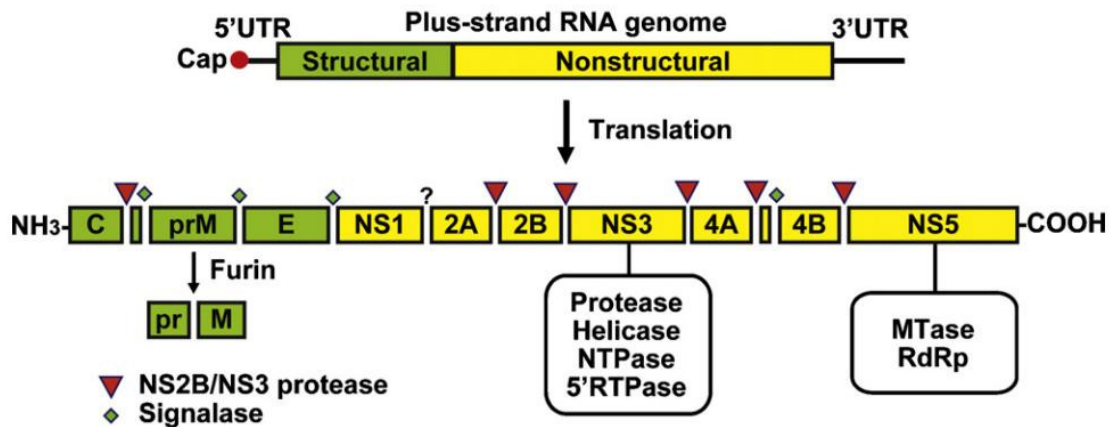 Plus-strand RNA genome
5'UTR
3'UTR
Cap
Structural
Nonstructural
Translation
?
NH3
C
prM
E
NS1
2A
2B
NS3
4A
4B
NS5
-COOH
Furin
pr
M
Protease
Helicase
NTPase
5'RTPase
MTase
RdRp
NS2B/NS3 protease
Signalase